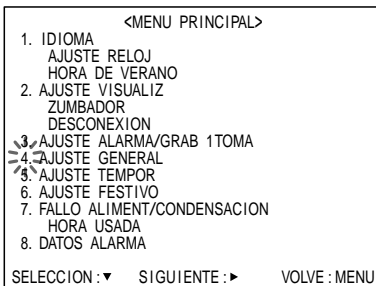 <MENU PRINCIPAL>
1. IDIOMA
AJUSTE RELOJ
HORA DE VERANO
2. AJUSTE VISUALIZ
ZUMBADOR
DESCONEXION
3. AJUSTE ALARMA/GRAB 1TOMA
4. AJUSTE GENERAL
5. AJUSTE TEMPOR
6. AJUSTE FESTIVO
7. FALLO ALIMENT/CONDENSACION
HORA USADA
8. DATOS ALARMA
SELECCION :▼ SIGUIENTE :► VOLVE : MENU